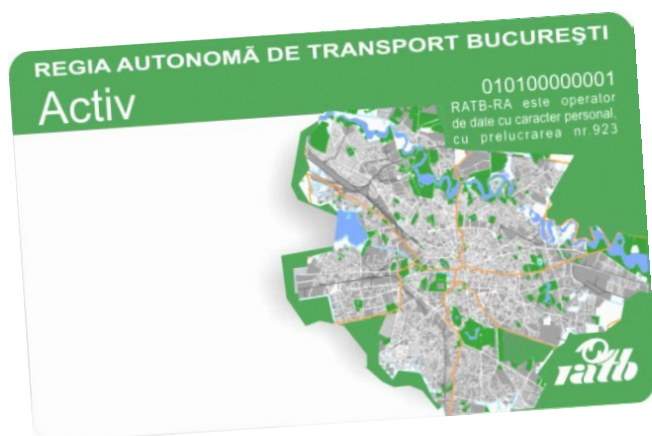 REGIA AUTONOMĂ DE TRANSPORT BUCUREŞTI
Activ
010100000001
RATB-RA este operator
de date cu caracter personal,
cu prelucrarea nr.923
ratb